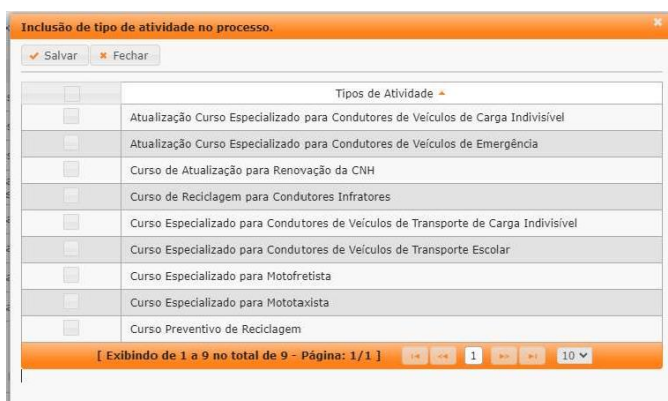 Inclusão de tipo de atividade no processo.
Salvar Fechar
Tipos de Atividade
Atualização Curso Especializado para Condutores de Veículos de Carga Indivisível
Atualização Curso Especializado para Condutores de Veículos de Emergência
Curso de Atualização para Renovação da CNH
Curso de Reciclagem para Condutores Infratores
Curso Especializado para Condutores de Veículos de Transporte de Carga Indivisível
Curso Especializado para Condutores de Veículos de Transporte Escolar
Curso Especializado para Motofretista
Curso Especializado para Mototaxista
Curso Preventivo de Reciclagem
[ Exibindo de 1 a 9 no total de 9 - Página: 1/1 ] 1 10